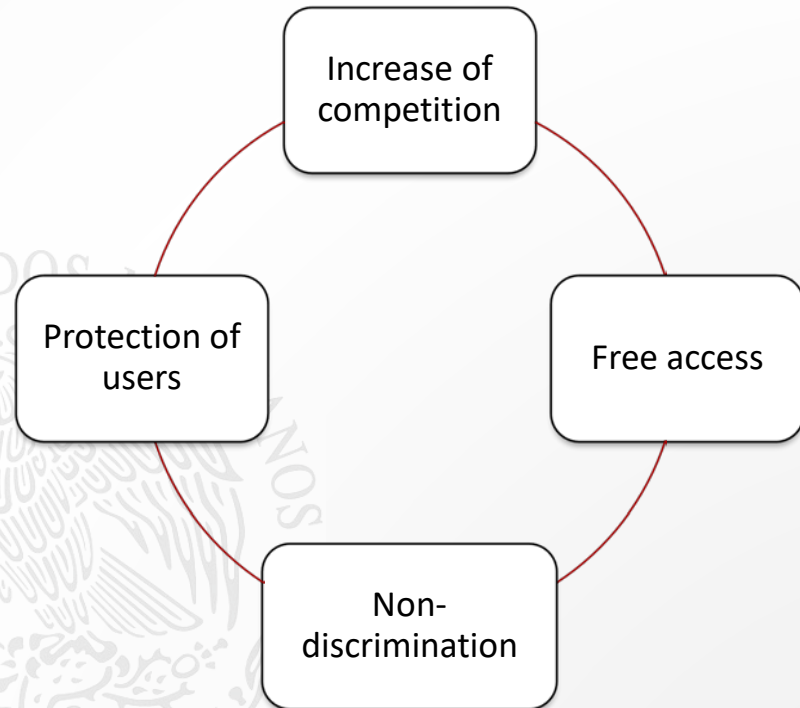 Increase of
competition
Protection of
users
Free access
Non-
discrimination